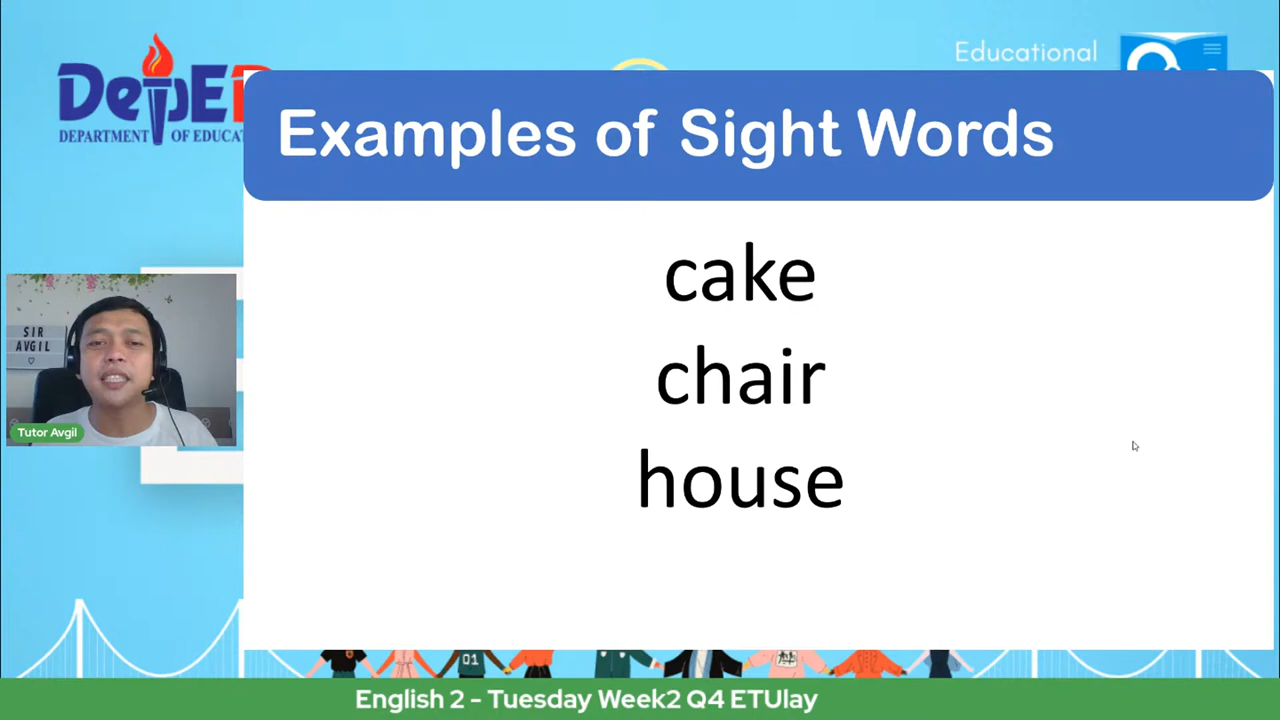 Educational
DepED
DEPARTMENT OF EDUCAT
Examples of Sight Words
cake
chair
house
SIR
AVGIL
Tutor Avgil
01
English 2 - Tuesday Week2 Q4 ETUlay